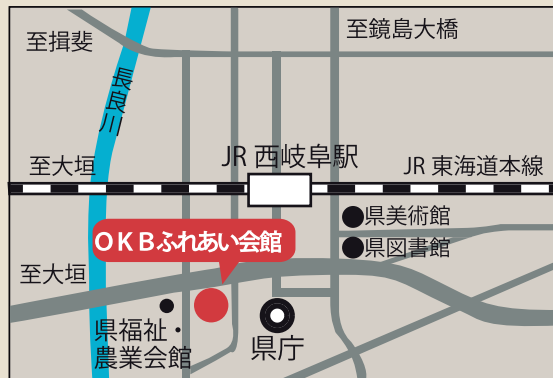 至揖斐
至鏡島大橋
長良川
至大垣
JR 西岐阜駅
JR 東海道本線
県美術館
OKBふれあい会館
県図書館
至大垣
県福祉・
農業会館
県庁